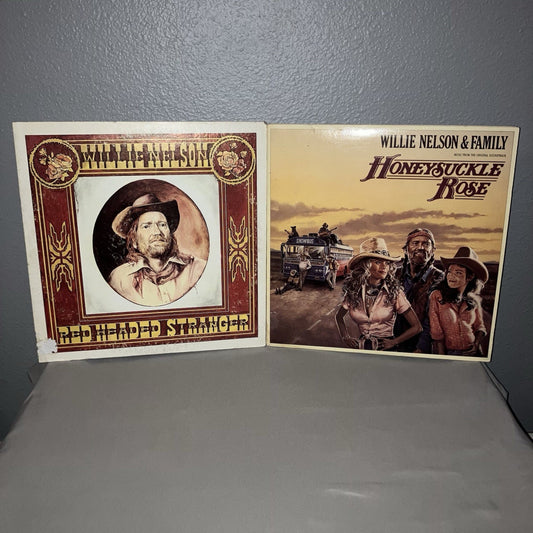 WILLIE NELSON
RED HEADED STRANGER
WILLIE NELSON & FAMILY
MUSIC FROM THE ORIGINAL SOUNDTRACK
HONEYSUCKLE
ROSE